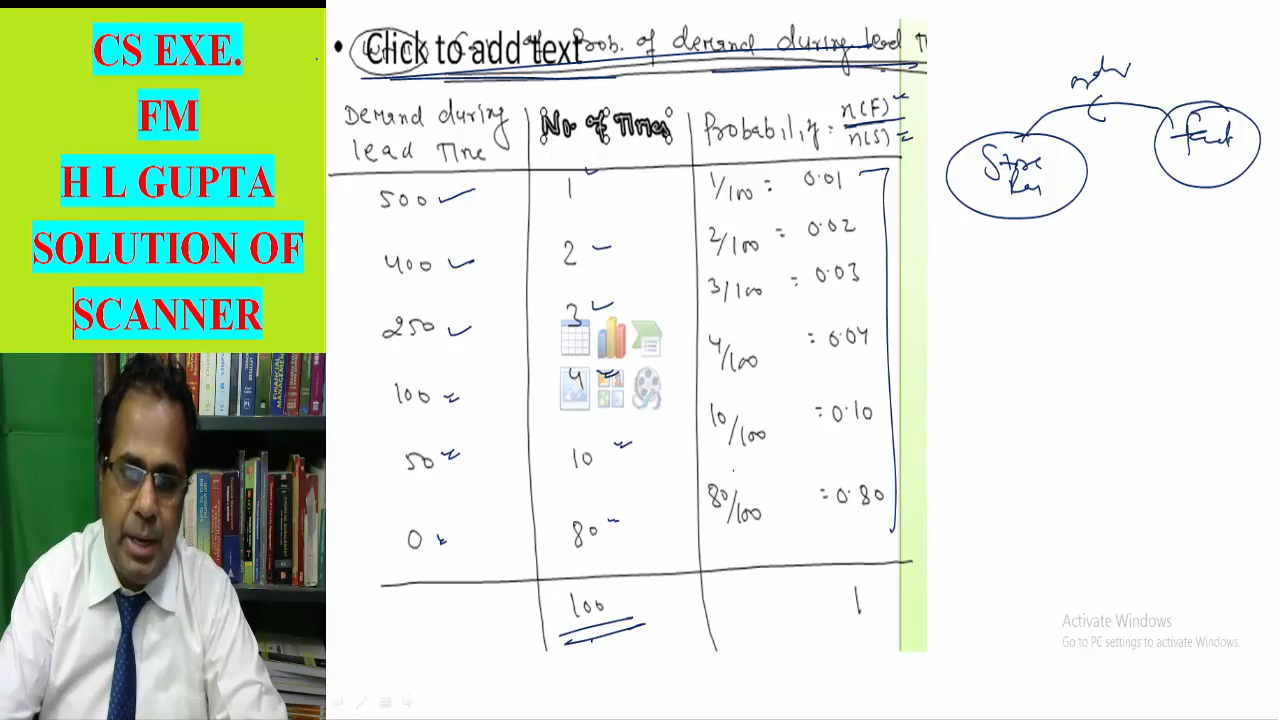 CS EXE.
FM
H L GUPTA
SOLUTION OF
SCANNER
• Click to add text Prob. of demand during lead
Demand during lead Time
No of Times
Probability = n(F) / n(S)
500 1 1/100 = 0.01
400 2 2/100 = 0.02
250 3 3/100 = 0.03
100 4 4/100 = 0.04
50 10 10/100 = 0.10
0 80 80/100 = 0.80
100 1
order
Store
Activate Windows
Go to PC settings to activate Windows.